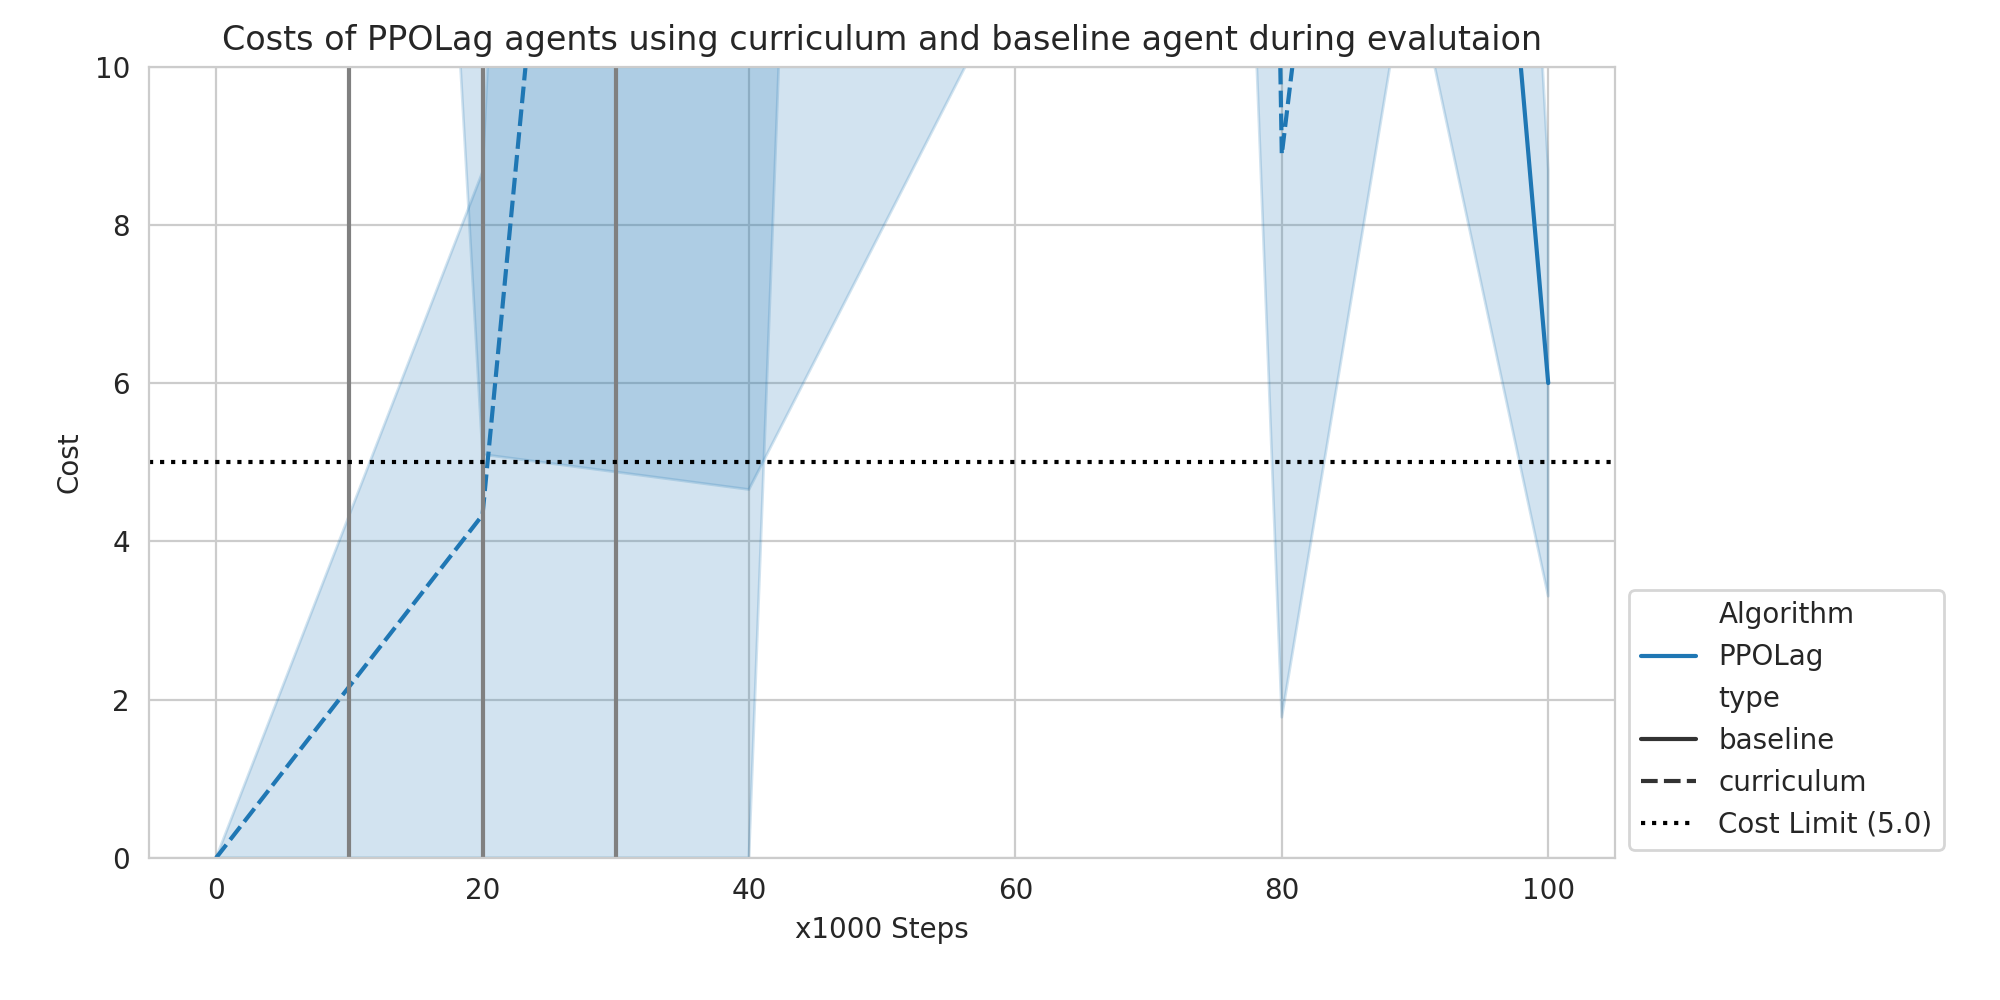 Costs of PPOLag agents using curriculum and baseline agent during evalutaion
10
8
6
4
2
0
Cost
0 20 40 60 80 100
x1000 Steps
Algorithm
PPOLag
type
baseline
curriculum
Cost Limit (5.0)